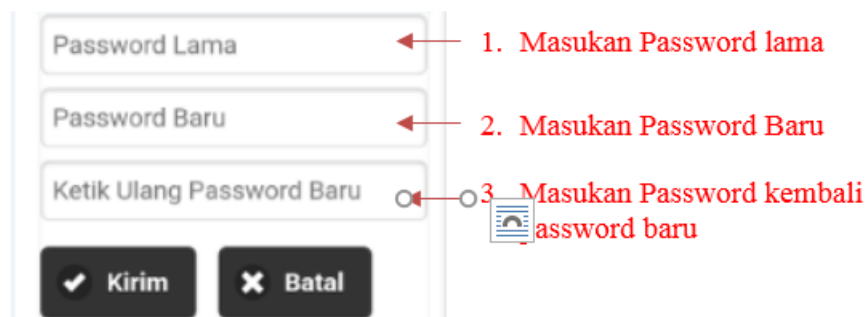 Password Lama
1. Masukan Password lama
Password Baru
2. Masukan Password Baru
Ketik Ulang Password Baru
3. Masukan Password kembali
password baru
Kirim
Batal